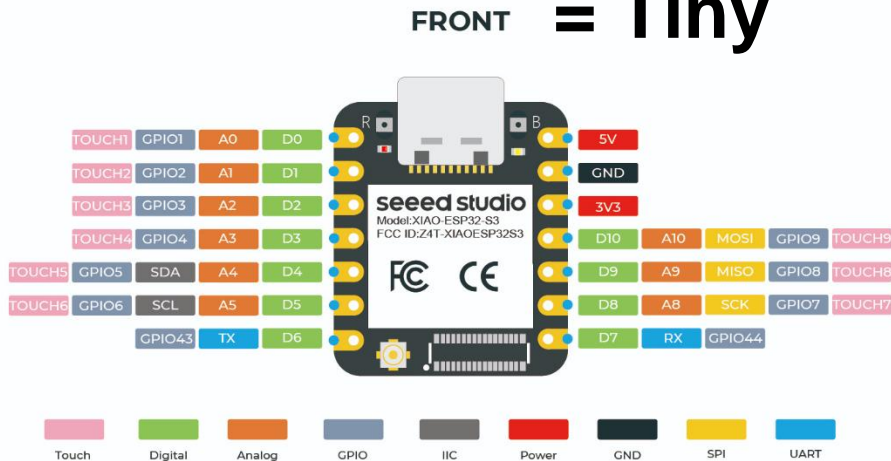 FRONT = Tiny
R B
TOUCH1 GPIO1 A0 D0 5V
TOUCH2 GPIO2 A1 D1 GND
TOUCH3 GPIO3 A2 D2 seeed studio 3V3
Model:XIAO-ESP32-S3
FCC ID:Z4T-XIAOESP32S3
TOUCH4 GPIO4 A3 D3 D10 A10 MOSI GPIO9 TOUCH9
TOUCH5 GPIO5 SDA A4 D4 FC CE D9 A9 MISO GPIO8 TOUCH8
TOUCH6 GPIO6 SCL A5 D5 D8 A8 SCK GPIO7 TOUCH7
GPIO43 TX D6 D7 RX GPIO44
Touch Digital Analog GPIO IIC Power GND SPI UART